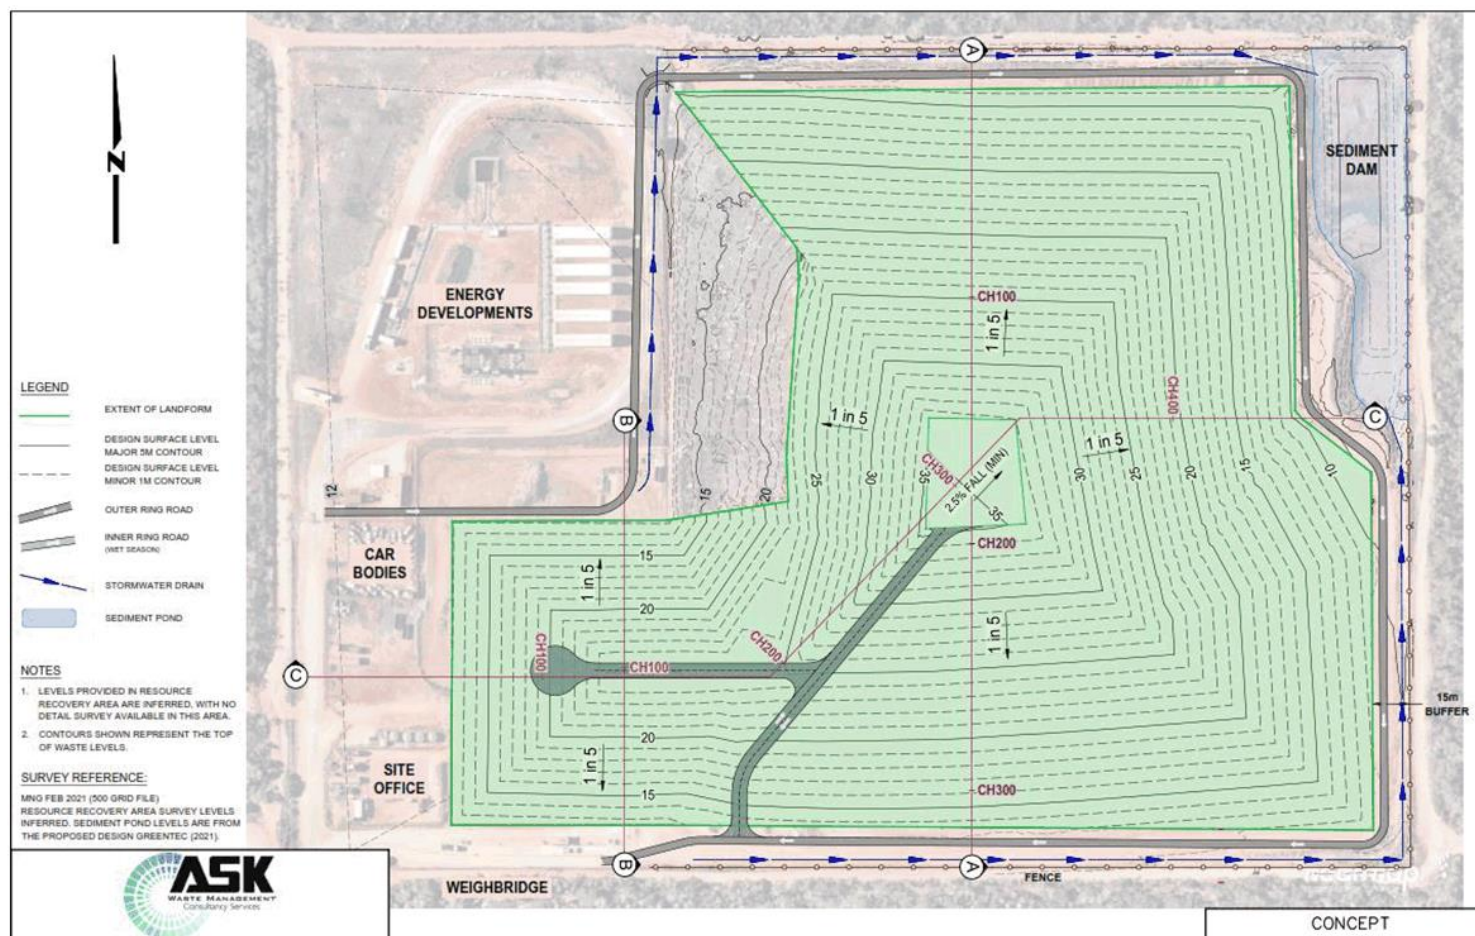 N
LEGEND
EXTENT OF LANDFORM
DESIGN SURFACE LEVEL
MAJOR 5M CONTOUR
DESIGN SURFACE LEVEL
MINOR 1M CONTOUR
OUTER RING ROAD
INNER RING ROAD
(WET SEASON)
STORMWATER DRAIN
SEDIMENT POND
NOTES
1. LEVELS PROVIDED IN RESOURCE
RECOVERY AREA ARE INFERRED, WITH NO
DETAIL SURVEY AVAILABLE IN THIS AREA.
2. CONTOURS SHOWN REPRESENT THE TOP
OF WASTE LEVELS.
SURVEY REFERENCE:
MNG FEB 2021 (500 GRID FILE)
RESOURCE RECOVERY AREA SURVEY LEVELS
INFERRED. SEDIMENT POND LEVELS ARE FROM
THE PROPOSED DESIGN GREENTEC (2021).
ASK
WASTE MANAGEMENT
Consultancy Services
A
SEDIMENT
DAM
ENERGY
DEVELOPMENTS
CH100
1 in 5
CH400
B
C
1 in 5
1 in 5
CH300
2.5% FALL (MIN)
15
20
25
30
35
35
30
25
20
15
10
12
CH200
CAR
BODIES
15
1 in 5
20
1 in 5
CH100
CH100
CH200
C
15m
BUFFER
20
1 in 5
15
SITE
OFFICE
CH300
B
A
WEIGHBRIDGE
FENCE
CONCEPT